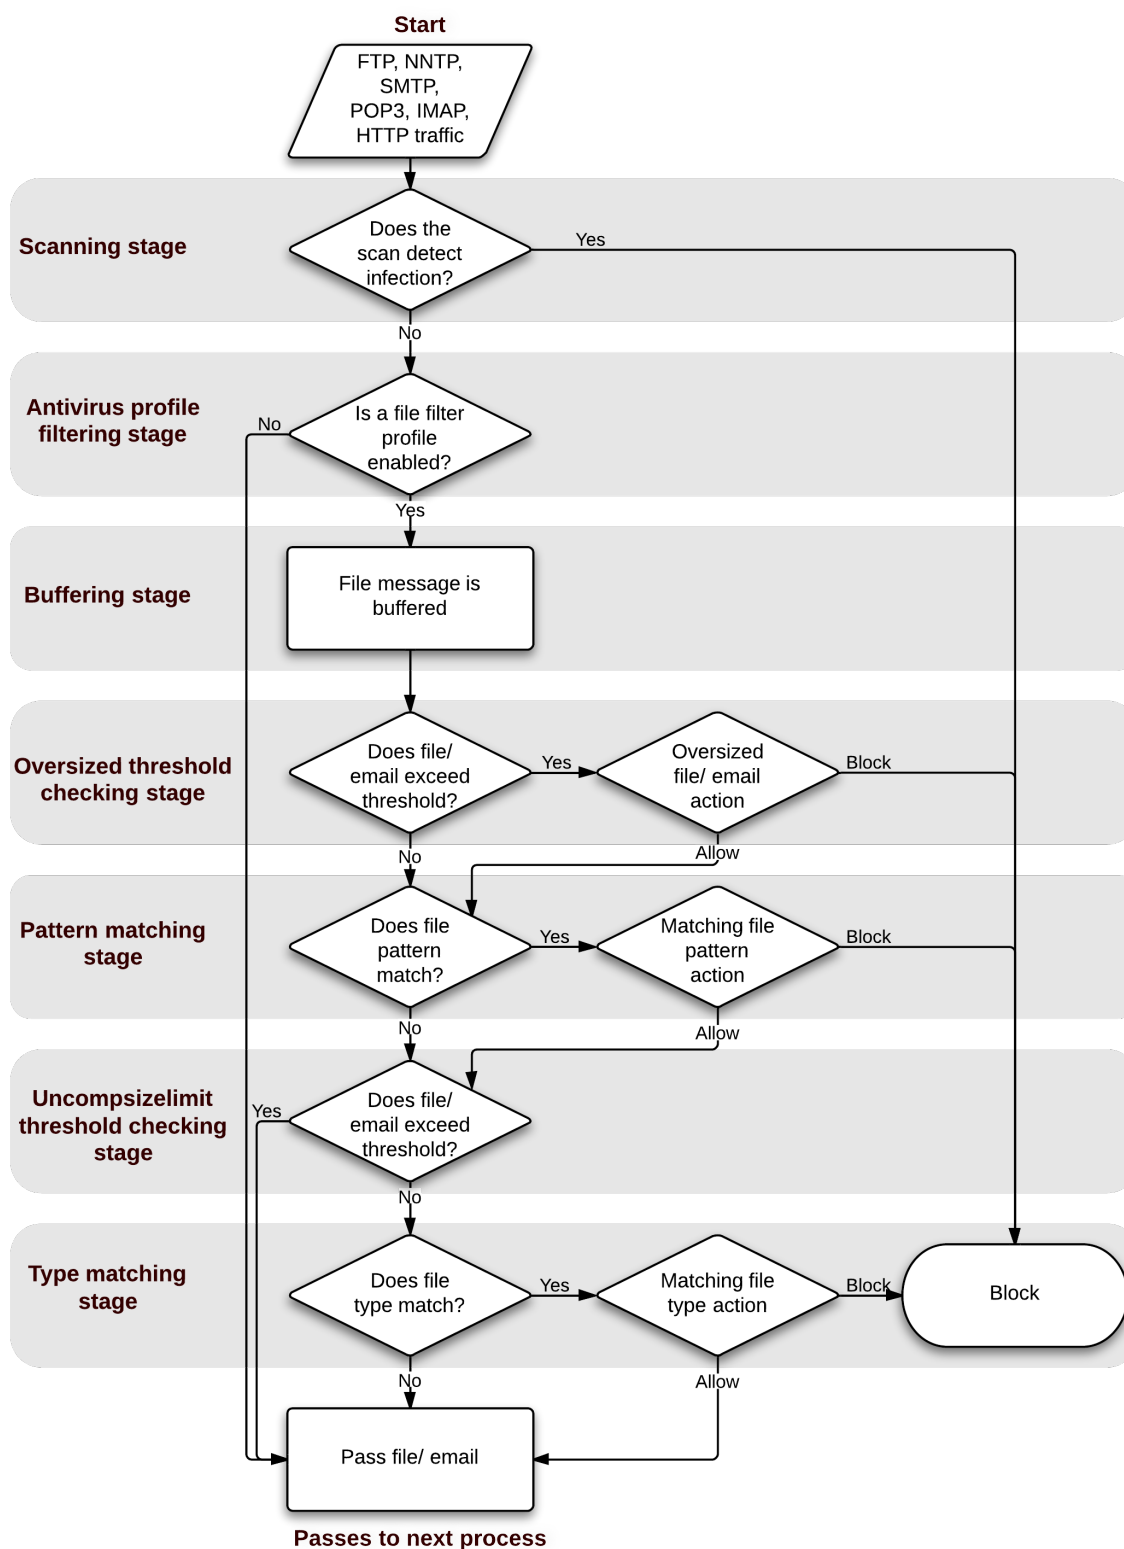 Start
FTP, NNTP,
SMTP,
POP3, IMAP,
HTTP traffic
Scanning stage
Does the
scan detect
infection?
Yes
No
Antivirus profile
filtering stage
No
Is a file filter
profile
enabled?
Yes
Buffering stage
File message is
buffered
Oversized threshold
checking stage
Does file/
email exceed
threshold?
Yes
Oversized
file/ email
action
Block
No
Allow
Pattern matching
stage
Does file
pattern
match?
Yes
Matching file
pattern
action
Block
No
Allow
Uncompsizelimit
threshold checking
stage
Yes
Does file/
email exceed
threshold?
No
Type matching
stage
Does file
type match?
Yes
Matching file
type action
Block
Block
No
Allow
Pass file/ email
Passes to next process